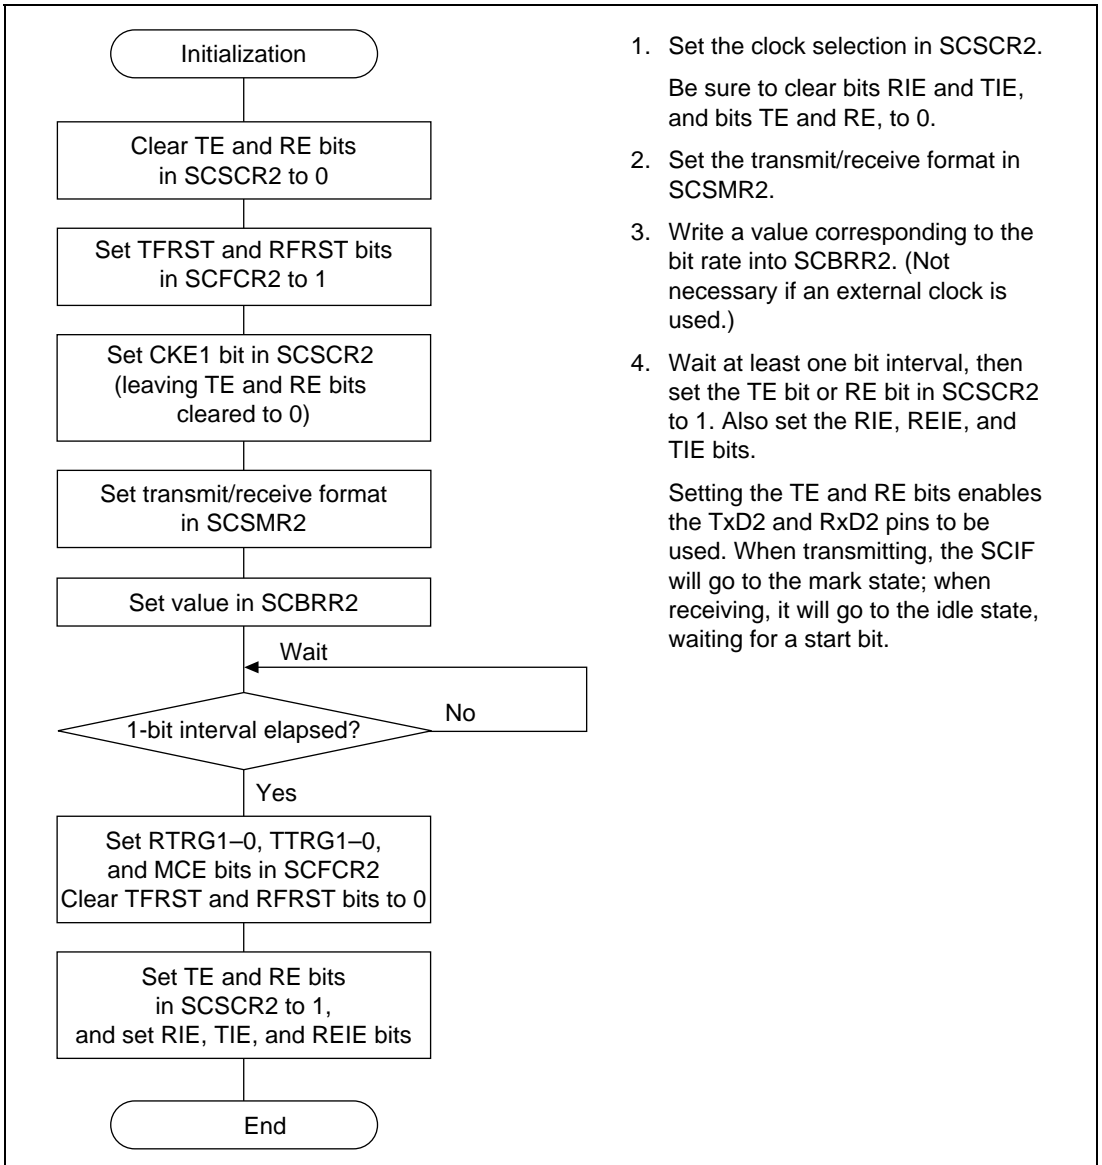 Initialization
Clear TE and RE bits
in SCSCR2 to 0
Set TFRST and RFRST bits
in SCFCR2 to 1
Set CKE1 bit in SCSCR2
(leaving TE and RE bits
cleared to 0)
Set transmit/receive format
in SCSMR2
Set value in SCBRR2
Wait
1-bit interval elapsed?
No
Yes
Set RTRG1–0, TTRG1–0,
and MCE bits in SCFCR2
Clear TFRST and RFRST bits to 0
Set TE and RE bits
in SCSCR2 to 1,
and set RIE, TIE, and REIE bits
End
1. Set the clock selection in SCSCR2.
Be sure to clear bits RIE and TIE,
and bits TE and RE, to 0.
2. Set the transmit/receive format in
SCSMR2.
3. Write a value corresponding to the
bit rate into SCBRR2. (Not
necessary if an external clock is
used.)
4. Wait at least one bit interval, then
set the TE bit or RE bit in SCSCR2
to 1. Also set the RIE, REIE, and
TIE bits.
Setting the TE and RE bits enables
the TxD2 and RxD2 pins to be
used. When transmitting, the SCIF
will go to the mark state; when
receiving, it will go to the idle state,
waiting for a start bit.